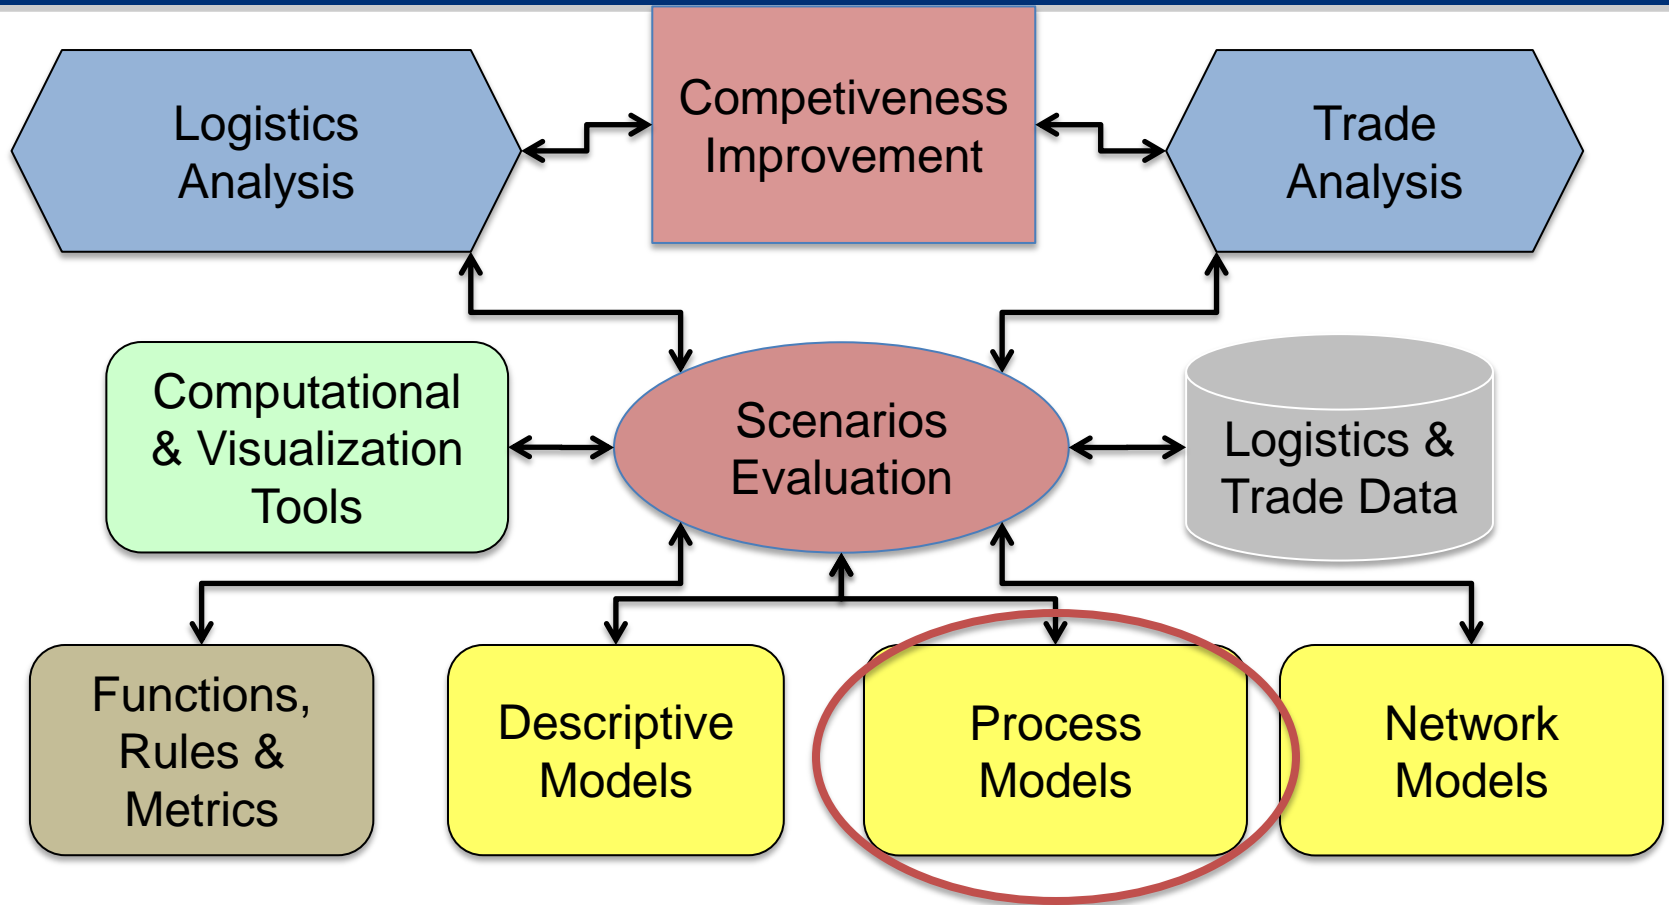 Competiveness
Improvement
Logistics
Analysis
Trade
Analysis
Computational
& Visualization
Tools
Scenarios
Evaluation
Logistics &
Trade Data
Functions,
Rules &
Metrics
Descriptive
Models
Process
Models
Network
Models